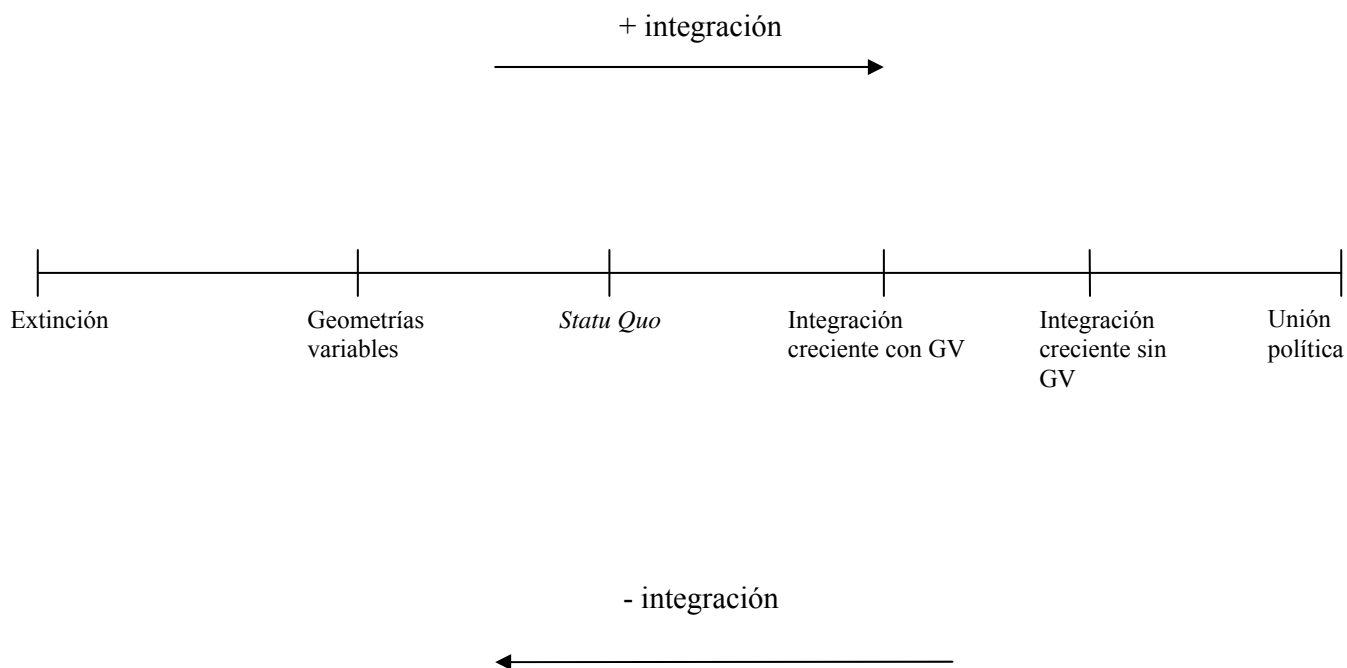 + integración
Extinción
Geometrías
variables
Statu Quo
Integración
creciente con GV
Integración
creciente sin
GV
Unión
política
- integración